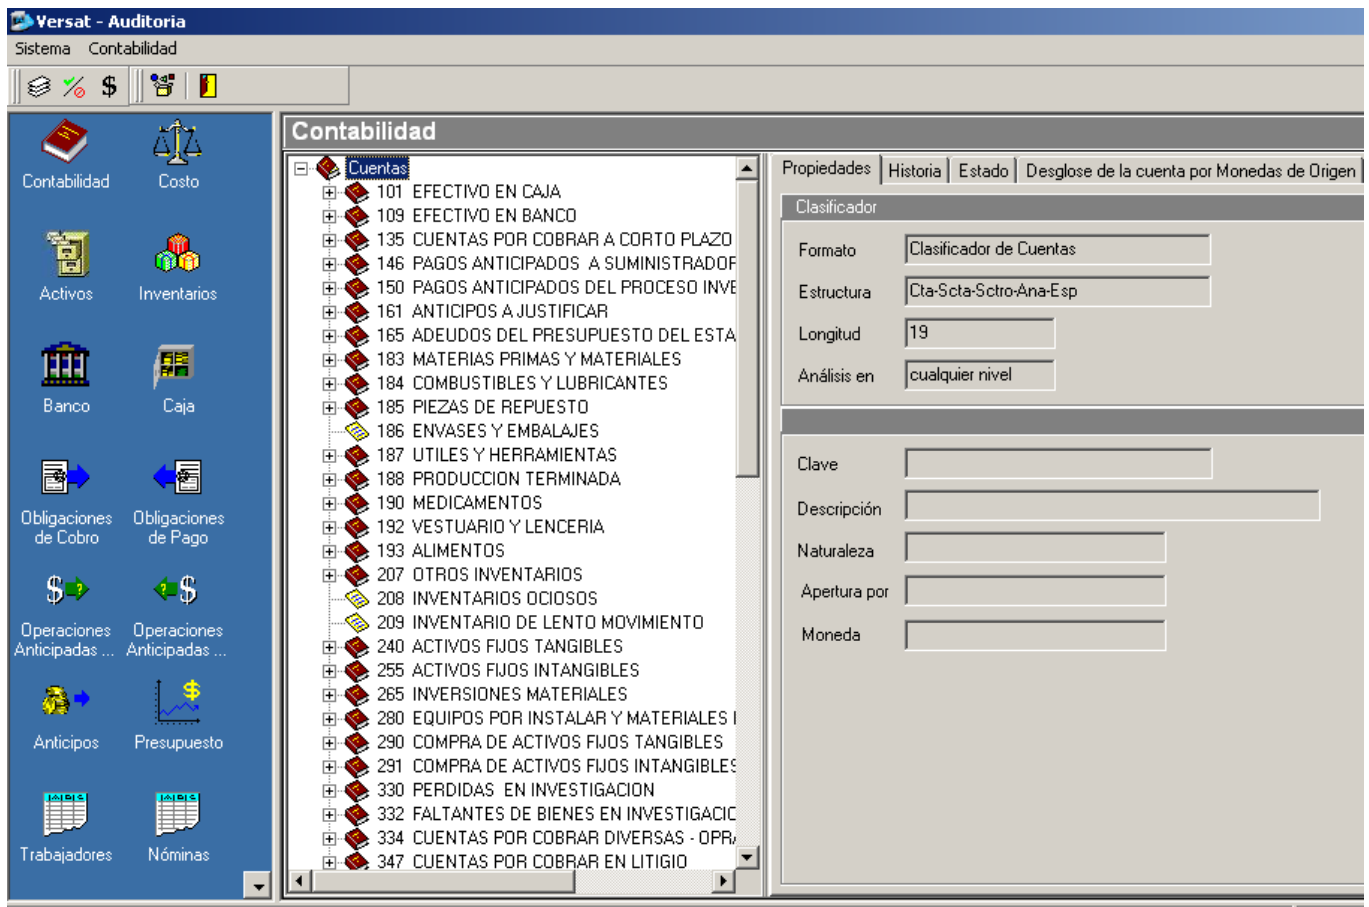 Versat - Auditoria
Sistema Contabilidad
Contabilidad
Costo
Activos
Inventarios
Banco
Caja
Obligaciones de Cobro
Obligaciones de Pago
Operaciones Anticipadas ...
Operaciones Anticipadas ...
Anticipos
Presupuesto
Trabajadores
Nóminas
Contabilidad
Cuentas
101 EFECTIVO EN CAJA
109 EFECTIVO EN BANCO
135 CUENTAS POR COBRAR A CORTO PLAZO
146 PAGOS ANTICIPADOS A SUMINISTRADOR
150 PAGOS ANTICIPADOS DEL PROCESO INVE
161 ANTICIPOS A JUSTIFICAR
165 ADEUDOS DEL PRESUPUESTO DEL ESTA
183 MATERIAS PRIMAS Y MATERIALES
184 COMBUSTIBLES Y LUBRICANTES
185 PIEZAS DE REPUESTO
186 ENVASES Y EMBALAJES
187 UTILES Y HERRAMIENTAS
188 PRODUCCION TERMINADA
190 MEDICAMENTOS
192 VESTUARIO Y LENCERIA
193 ALIMENTOS
207 OTROS INVENTARIOS
208 INVENTARIOS OCIOSOS
209 INVENTARIO DE LENTO MOVIMIENTO
240 ACTIVOS FIJOS TANGIBLES
255 ACTIVOS FIJOS INTANGIBLES
265 INVERSIONES MATERIALES
280 EQUIPOS POR INSTALAR Y MATERIALES
290 COMPRA DE ACTIVOS FIJOS TANGIBLES
291 COMPRA DE ACTIVOS FIJOS INTANGIBLES
330 PERDIDAS EN INVESTIGACION
332 FALTANTES DE BIENES EN INVESTIGACIC
334 CUENTAS POR COBRAR DIVERSAS - OPR
347 CUENTAS POR COBRAR EN LITIGIO
Propiedades Historia Estado Desglose de la cuenta por Monedas de Origen
Clasificador
Formato Clasificador de Cuentas
Estructura Cta-Scta-Sctro-Ana-Esp
Longitud 19
Análisis en cualquier nivel
Clave
Descripción
Naturaleza
Apertura por
Moneda